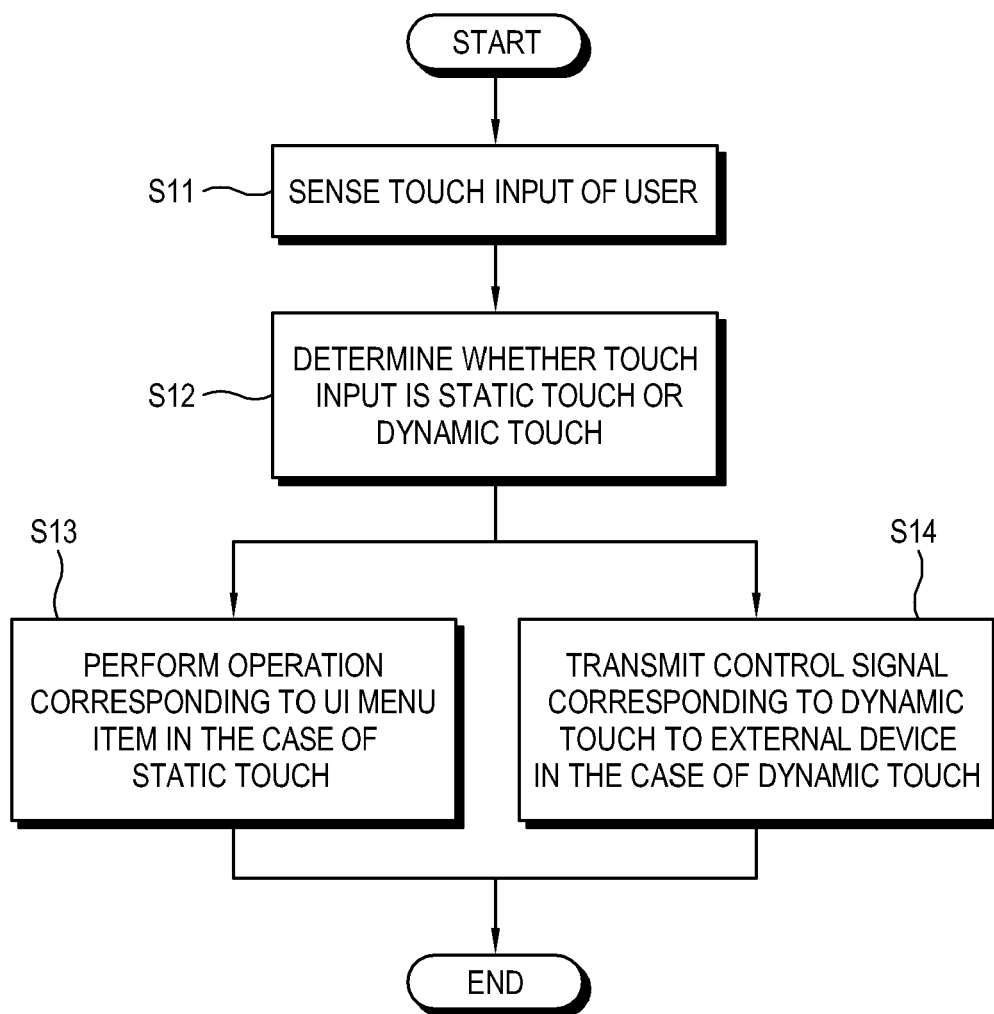 START
S11
SENSE TOUCH INPUT OF USER
S12
DETERMINE WHETHER TOUCH
INPUT IS STATIC TOUCH OR
DYNAMIC TOUCH
S13
PERFORM OPERATION
CORRESPONDING TO UI MENU
ITEM IN THE CASE OF
STATIC TOUCH
S14
TRANSMIT CONTROL SIGNAL
CORRESPONDING TO DYNAMIC
TOUCH TO EXTERNAL DEVICE
IN THE CASE OF DYNAMIC TOUCH
END